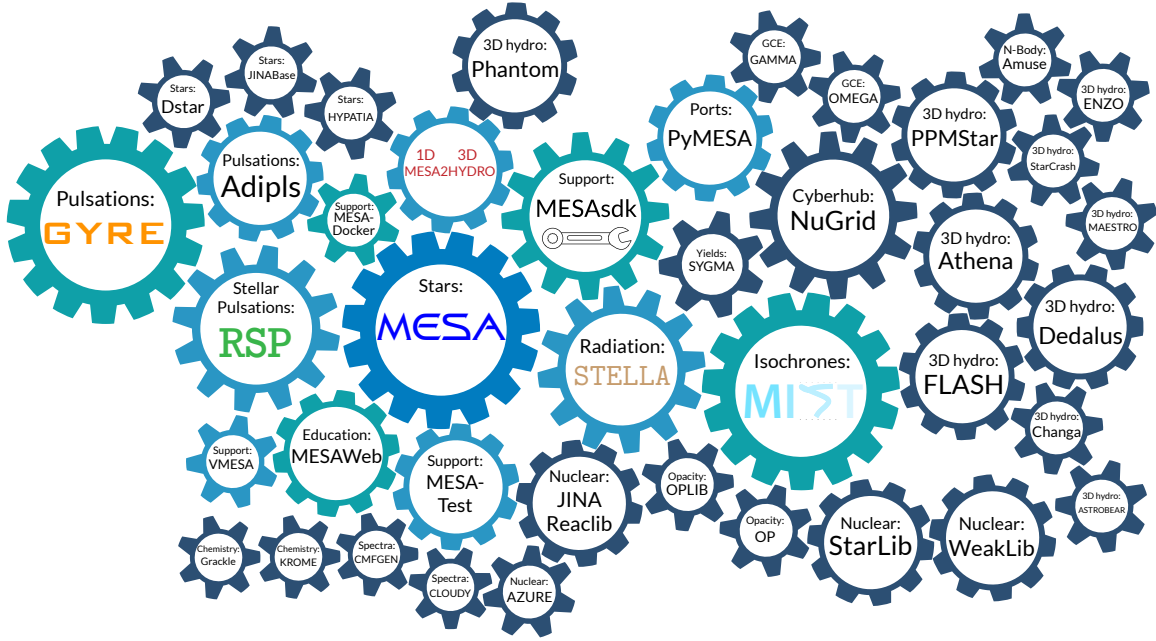 3D hydro:
Phantom
Stars:
JINABase
Stars:
Dstar
Stars:
HYPATIA
GCE:
GAMMA
GCE:
OMEGA
N-Body:
Amuse
3D hydro:
ENZO
Ports:
PyMESA
3D hydro:
PPMStar
3D hydro:
StarCrash
Pulsations:
GYRE
Pulsations:
Adipls
1D 3D
MESA2HYDRO
Support:
MESA-
Docker
Support:
MESAsdk
Cyberhub:
NuGrid
3D hydro:
MAESTRO
Yields:
SYGMA
3D hydro:
Athena
Stellar
Pulsations:
RSP
Stars:
MESA
Radiation:
STELLA
Isochrones:
MIST
3D hydro:
Dedalus
3D hydro:
FLASH
3D hydro:
Changa
Support:
VMESA
Education:
MESAWeb
Support:
MESA-
Test
Nuclear:
JINA
Reaclib
Opacity:
OPLIB
Opacity:
OP
Nuclear:
StarLib
Nuclear:
WeakLib
3D hydro:
ASTROBEAR
Chemistry:
Grackle
Chemistry:
KROME
Spectra:
CMFGEN
Spectra:
CLOUDY
Nuclear:
AZURE